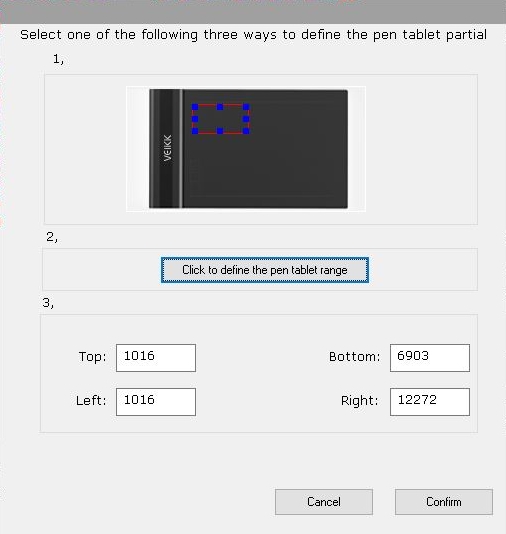 Select one of the following three ways to define the pen tablet partial
1,
VEIKK
2,
Click to define the pen tablet range
3,
Top: 1016 Bottom: 6903
Left: 1016 Right: 12272
Cancel Confirm